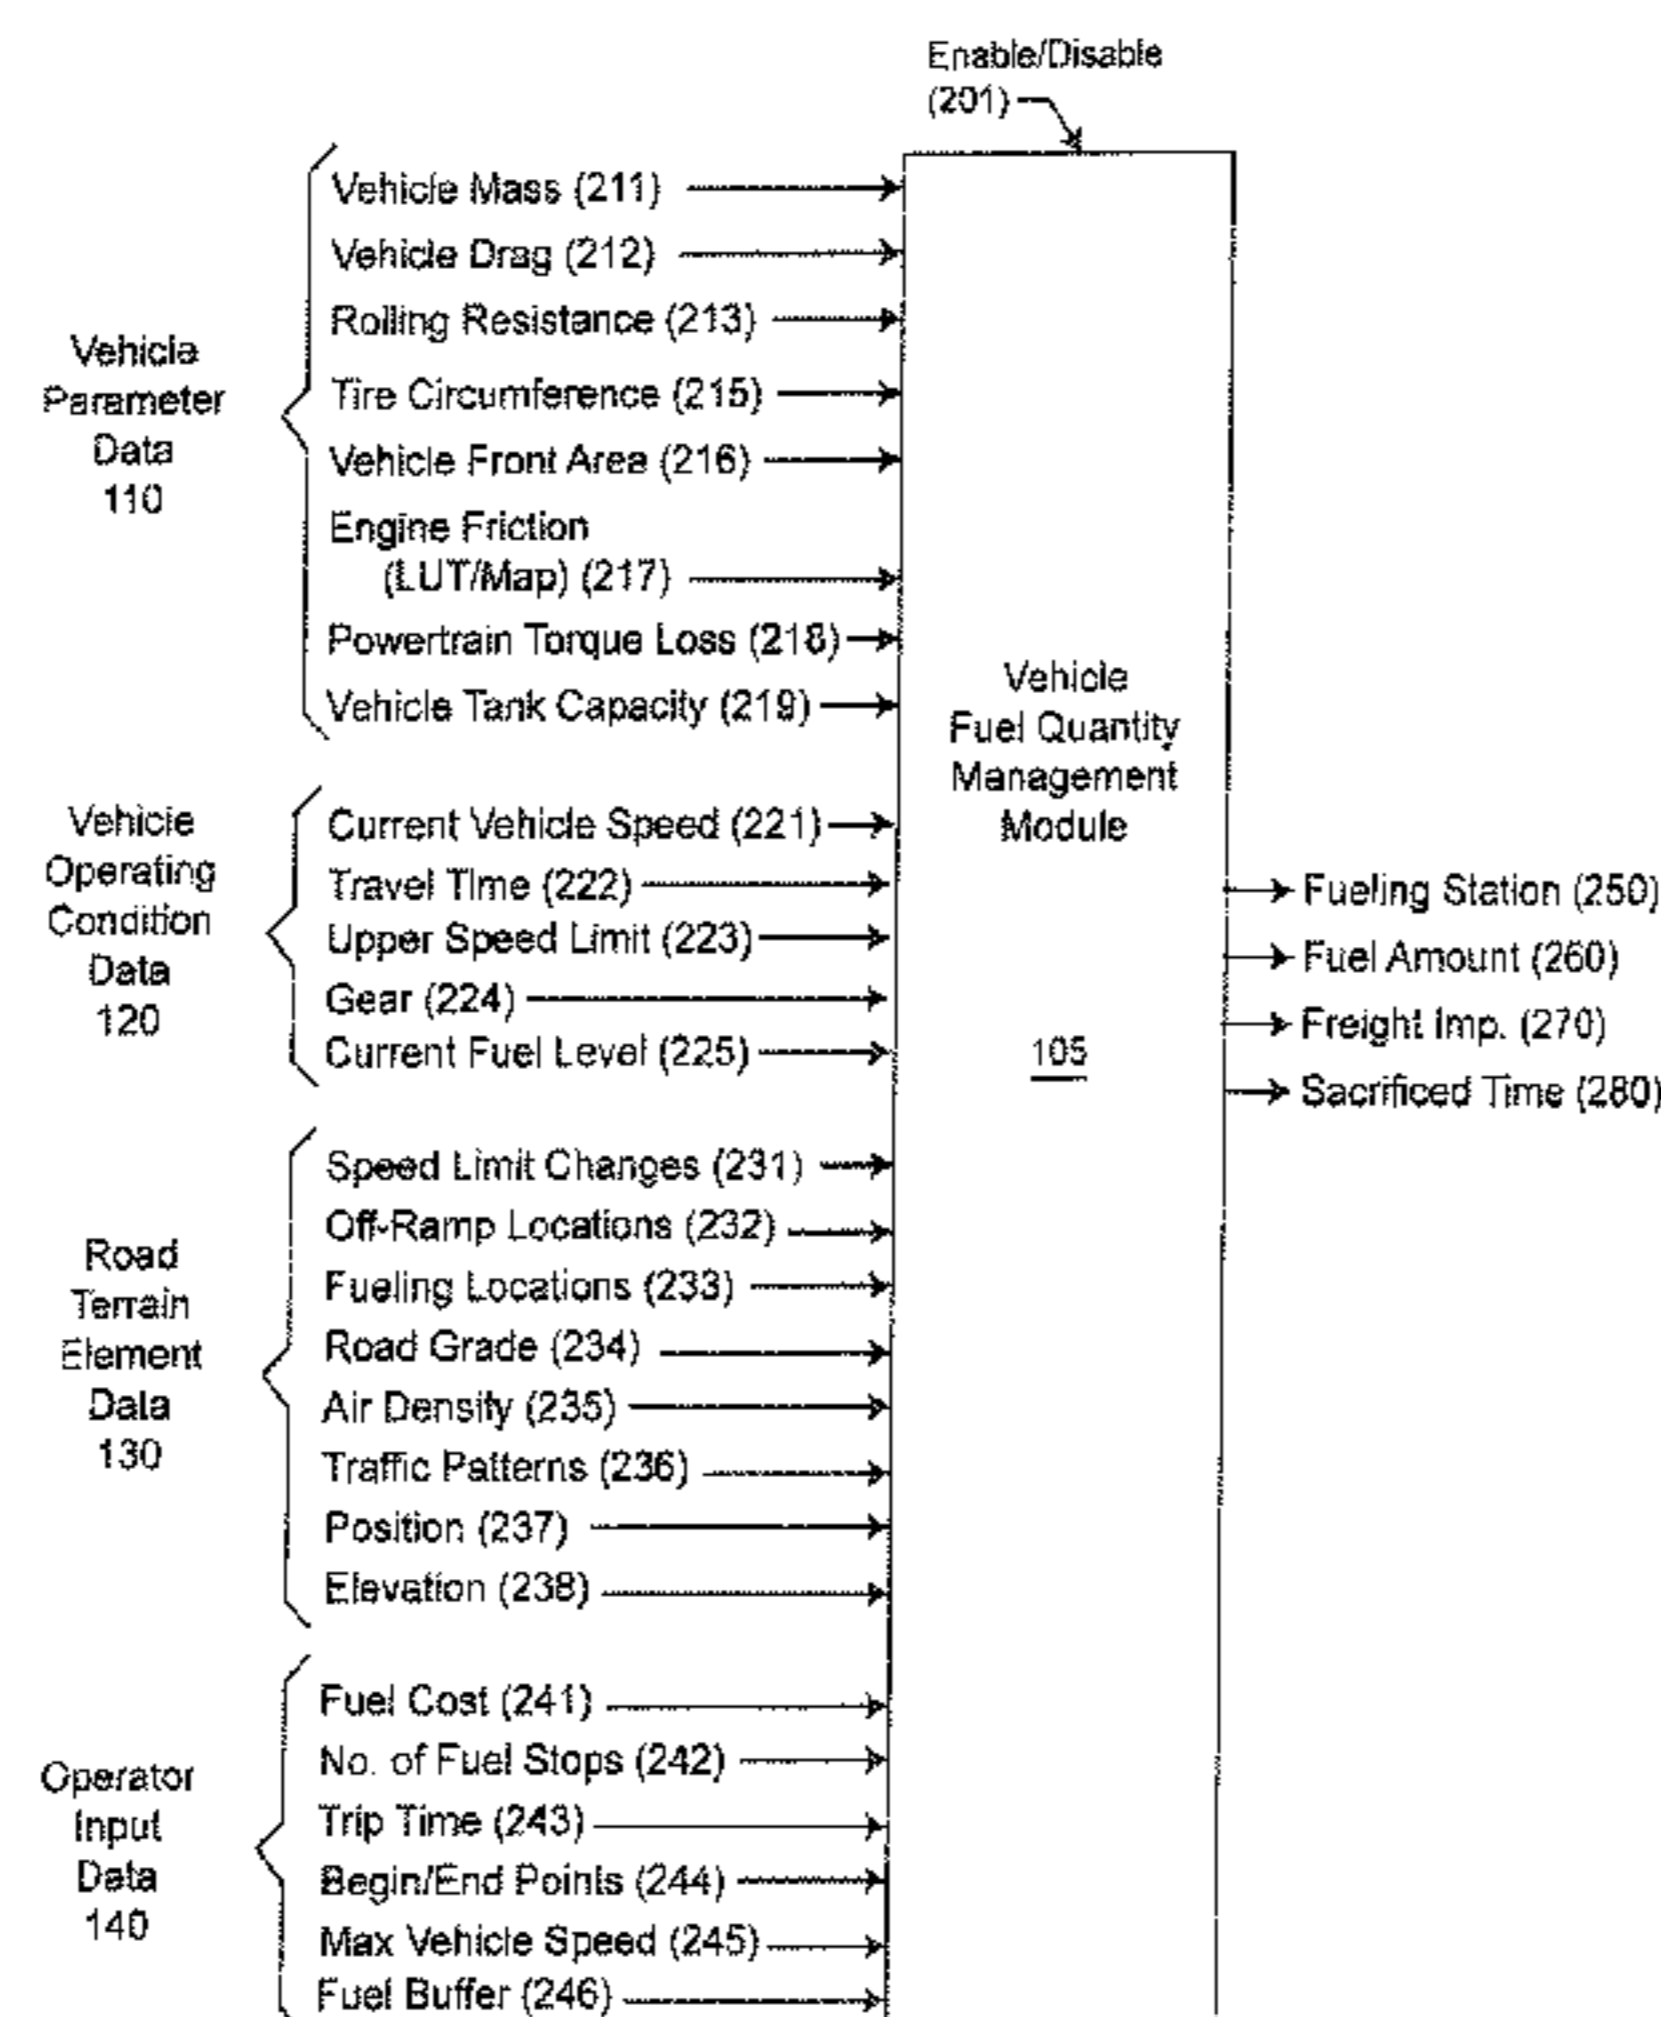 Enable/Disable
(201)
Vehicle
Parameter
Data
110
Vehicle Mass (211)
Vehicle Drag (212)
Rolling Resistance (213)
Tire Circumference (215)
Vehicle Front Area (216)
Engine Friction
(LUT/Map) (217)
Powertrain Torque Loss (218)
Vehicle Tank Capacity (219)
Vehicle
Operating
Condition
Data
120
Current Vehicle Speed (221)
Travel Time (222)
Upper Speed Limit (223)
Gear (224)
Current Fuel Level (225)
Road
Terrain
Element
Data
130
Speed Limit Changes (231)
Off-Ramp Locations (232)
Fueling Locations (233)
Road Grade (234)
Air Density (235)
Traffic Patterns (236)
Position (237)
Elevation (238)
Operator
Input
Data
140
Fuel Cost (241)
No. of Fuel Stops (242)
Trip Time (243)
Begin/End Points (244)
Max Vehicle Speed (245)
Fuel Buffer (246)
Vehicle
Fuel Quantity
Management
Module
105
Fueling Station (250)
Fuel Amount (260)
Freight Imp. (270)
Sacrificed Time (280)